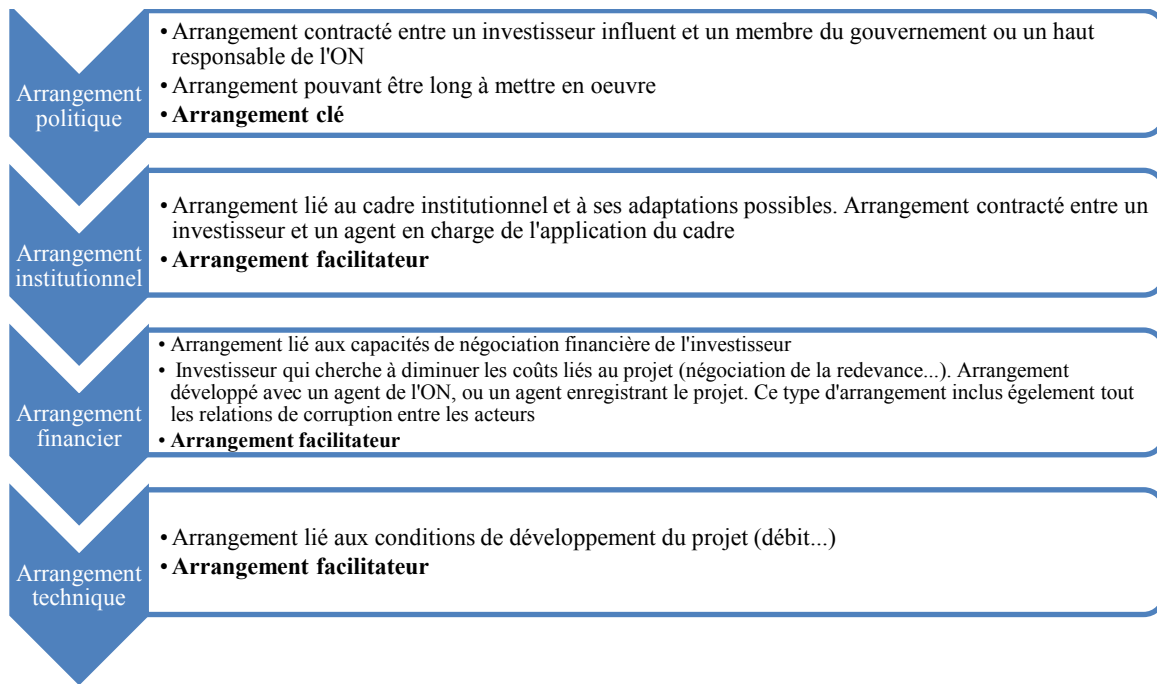 Arrangement
politique
• Arrangement contracté entre un investisseur influent et un membre du gouvernement ou un haut
responsable de l'ON
• Arrangement pouvant être long à mettre en oeuvre
• Arrangement clé
Arrangement
institutionnel
• Arrangement lié au cadre institutionnel et à ses adaptations possibles. Arrangement contracté entre un
investisseur et un agent en charge de l'application du cadre
• Arrangement facilitateur
Arrangement
financier
• Arrangement lié aux capacités de négociation financière de l'investisseur
• Investisseur qui cherche à diminuer les coûts liés au projet (négociation de la redevance...). Arrangement
développé avec un agent de l'ON, ou un agent enregistrant le projet. Ce type d'arrangement inclus égelement tout
les relations de corruption entre les acteurs
• Arrangement facilitateur
Arrangement
technique
• Arrangement lié aux conditions de développement du projet (débit...)
• Arrangement facilitateur